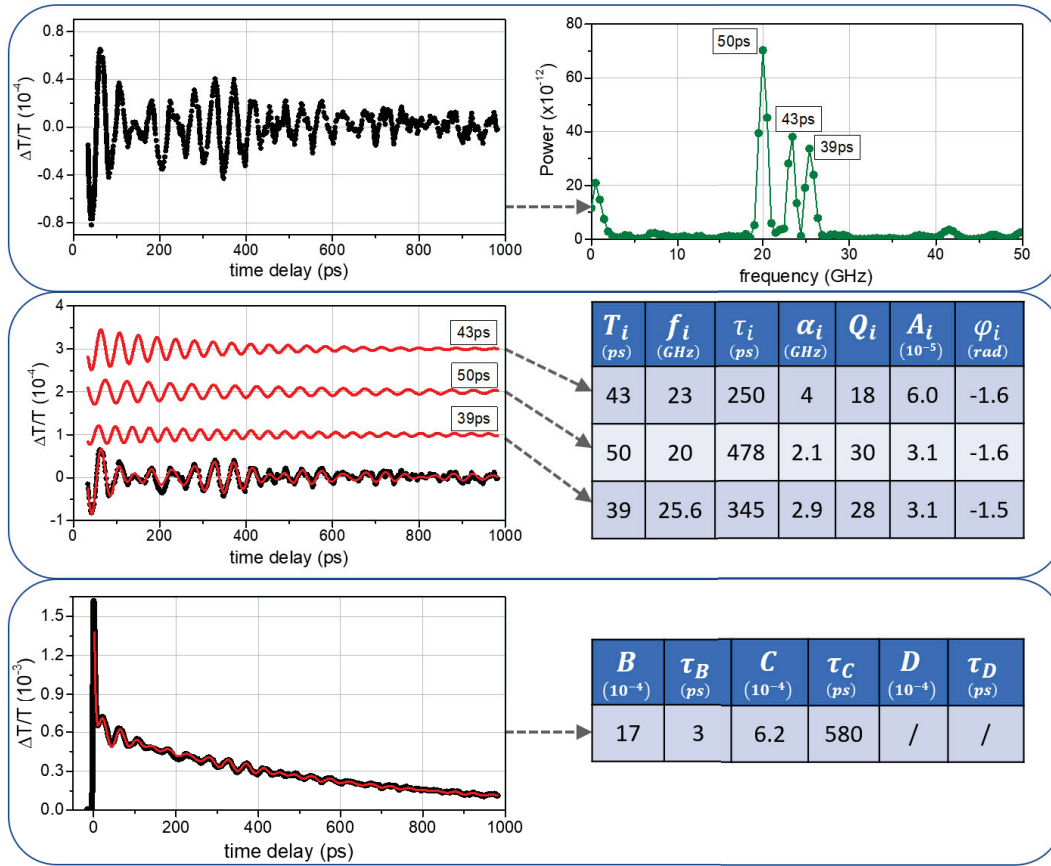 0.8
0.4
0.0
-0.4
-0.8
ΔT/T (10⁻⁴)
0 200 400 600 800 1000
time delay (ps)
80
60
40
20
0
Power (x10⁻¹²)
50ps
43ps
39ps
0 10 20 30 40 50
frequency (GHz)
4
3
2
1
0
-1
ΔT/T (10⁻⁴)
43ps
50ps
39ps
0 200 400 600 800 1000
time delay (ps)
Tᵢ fᵢ τᵢ αᵢ Qᵢ Aᵢ φᵢ
(ps) (GHz) (ps) (GHz) (10⁻⁵) (rad)
43 23 250 4 18 6.0 -1.6
50 20 478 2.1 30 3.1 -1.6
39 25.6 345 2.9 28 3.1 -1.5
1.5
1.2
0.9
0.6
0.3
0.0
ΔT/T (10⁻³)
0 200 400 600 800 1000
time delay (ps)
B τ_B C τ_C D τ_D
(10⁻⁴) (ps) (10⁻⁴) (ps) (10⁻⁴) (ps)
17 3 6.2 580 / /